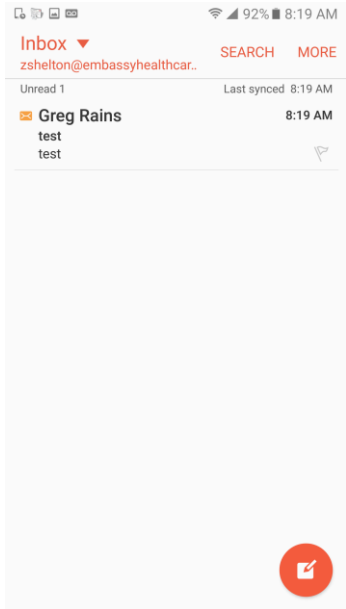 92% 8:19 AM
Inbox
SEARCH MORE
zshelton@embassyhealthcar..
Unread 1 Last synced 8:19 AM
Greg Rains 8:19 AM
test
test